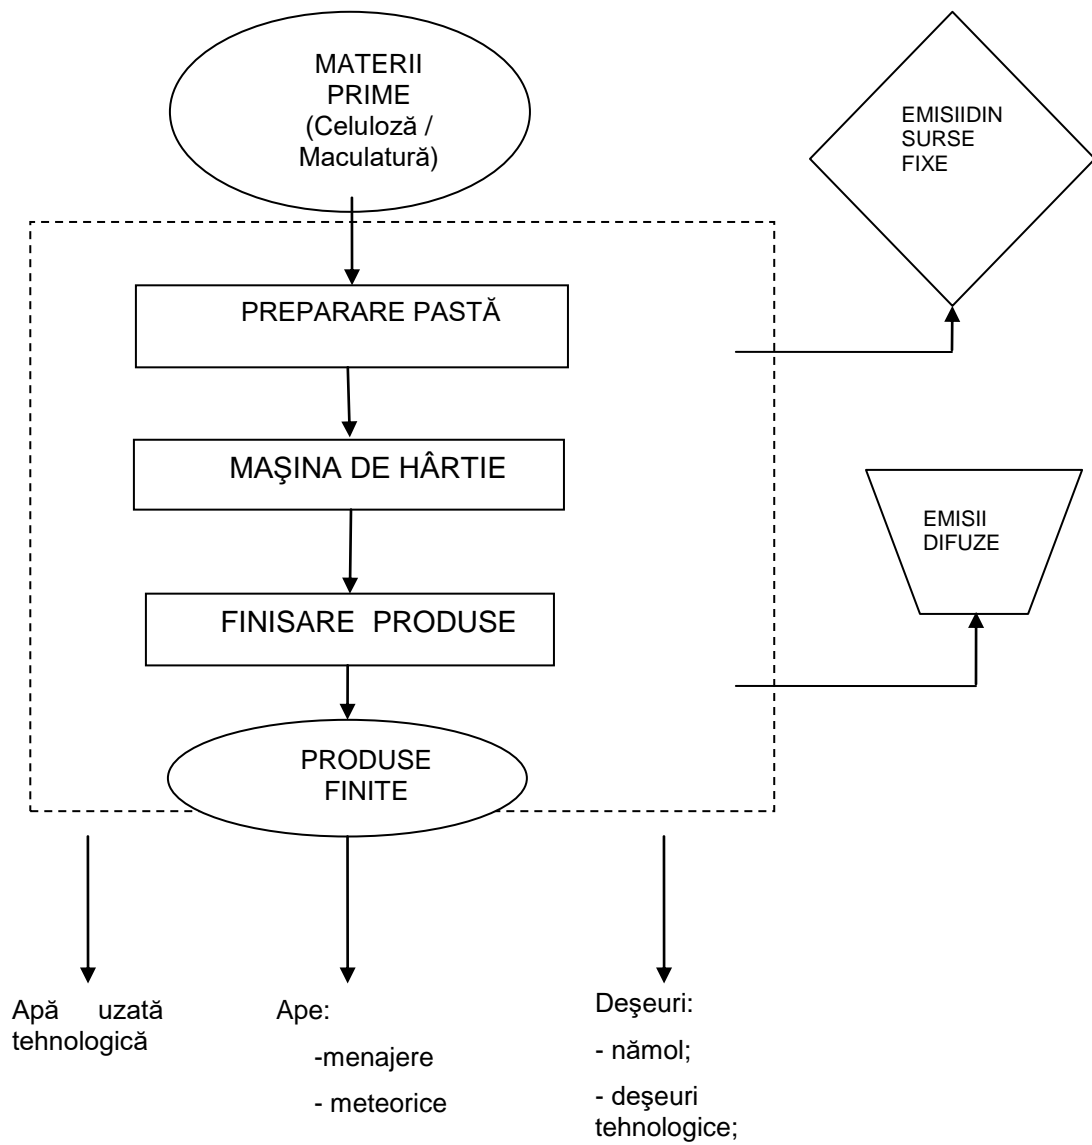 MATERII
PRIME
(Celuloză /
Maculatură)
EMISIIDIN
SURSE
FIXE
PREPARARE PASTĂ
MAŞINA DE HÂRTIE
EMISII
DIFUZE
FINISARE PRODUSE
PRODUSE
FINITE
Apă uzată
tehnologică
Ape:
-menajere
- meteorice
Deşeuri:
- nămol;
- deşeuri
tehnologice;